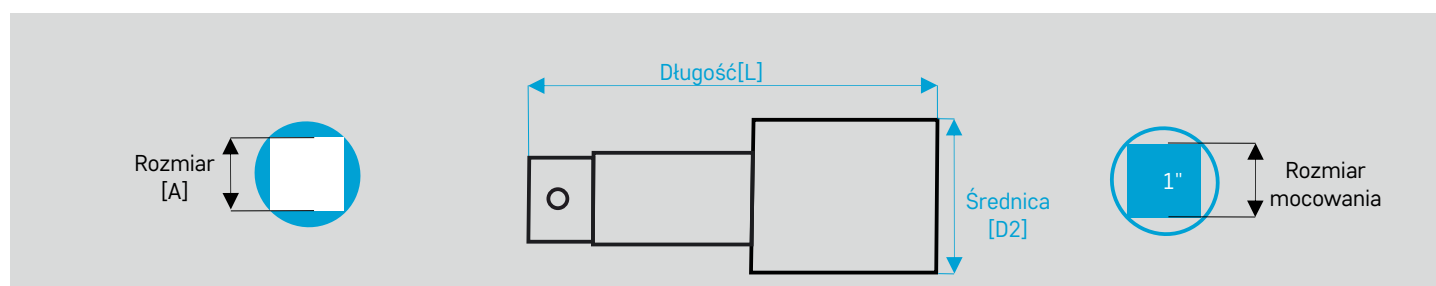 Długość[L]
Rozmiar
[A]
Średnica
[D2]
1"
Rozmiar
mocowania